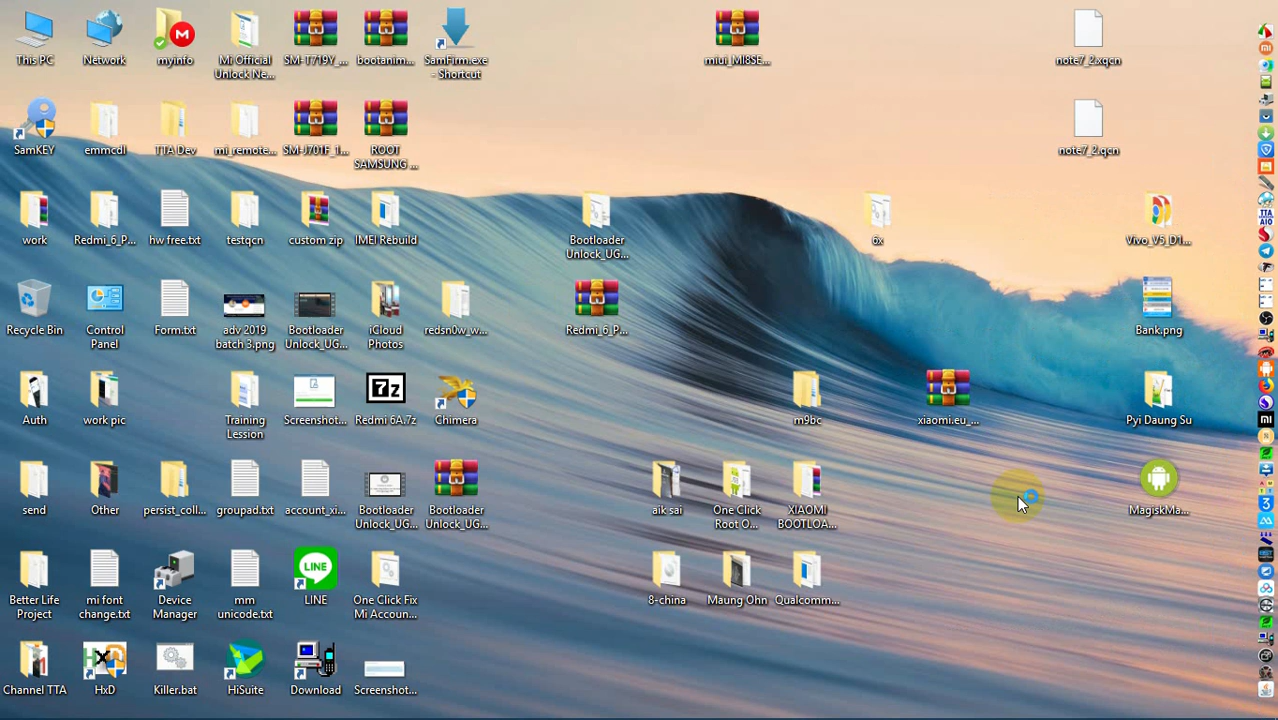 This PC
Network
myinfo
Mi Official
Unlock Ne...
SM-T719Y_...
bootanim...
SamFirm.exe
- Shortcut
miui_MI8SE...
note7_2.xqcn
SamKEY
emmcdl
TTA Dev
mi_remote...
SM-J701F_1...
ROOT
SAMSUNG ...
note7_2.qcn
work
Redmi_6_P...
hw free.txt
testqcn
custom zip
IMEI Rebuild
Bootloader
Unlock_UG...
6x
Vivo_V5_D1...
TTA
AIO
Recycle Bin
Control
Panel
Form.txt
adv 2019
batch 3.png
Bootloader
Unlock_UG...
iCloud
Photos
redsn0w_w...
Redmi_6_P...
Bank.png
Auth
work pic
Training
Lession
Screenshot...
7z
Redmi 6A.7z
Chimera
m9bc
xiaomi.eu_...
Pyi Daung Su
send
Other
persist_coll...
groupad.txt
account_xi...
Bootloader
Unlock_UG...
Bootloader
Unlock_UG...
aik sai
One Click
Root O...
XIAOMI
BOOTLOA...
MagiskMa...
Better Life
Project
mi font
change.txt
Device
Manager
mm
unicode.txt
LINE
LINE
One Click Fix
Mi Accoun...
8-china
Maung Ohn
Qualcomm...
Channel TTA
HxD
HxD
Killer.bat
HiSuite
Download
Screenshot...